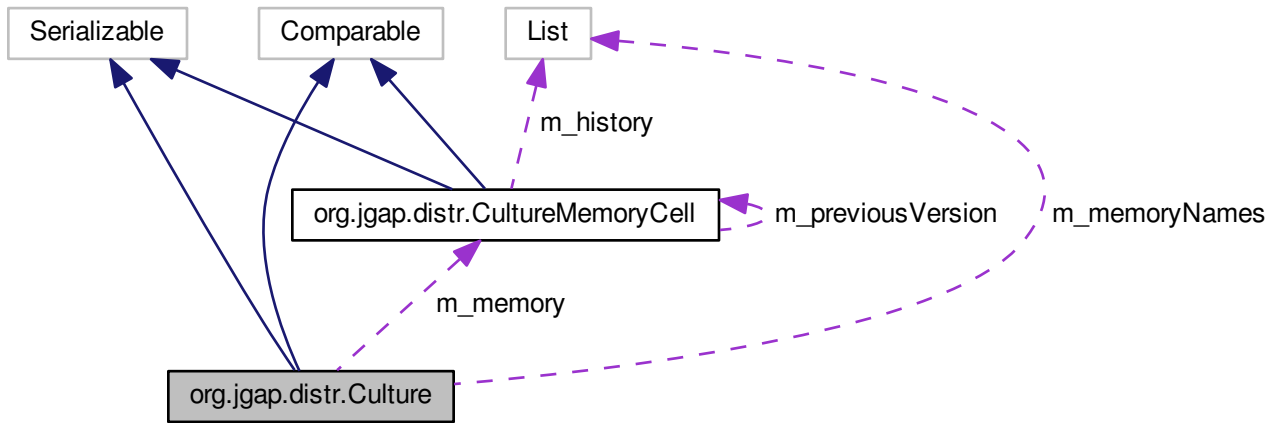 Serializable
Comparable
List
m_history
org.jgap.distr.CultureMemoryCell
m_previousVersion
m_memoryNames
m_memory
org.jgap.distr.Culture